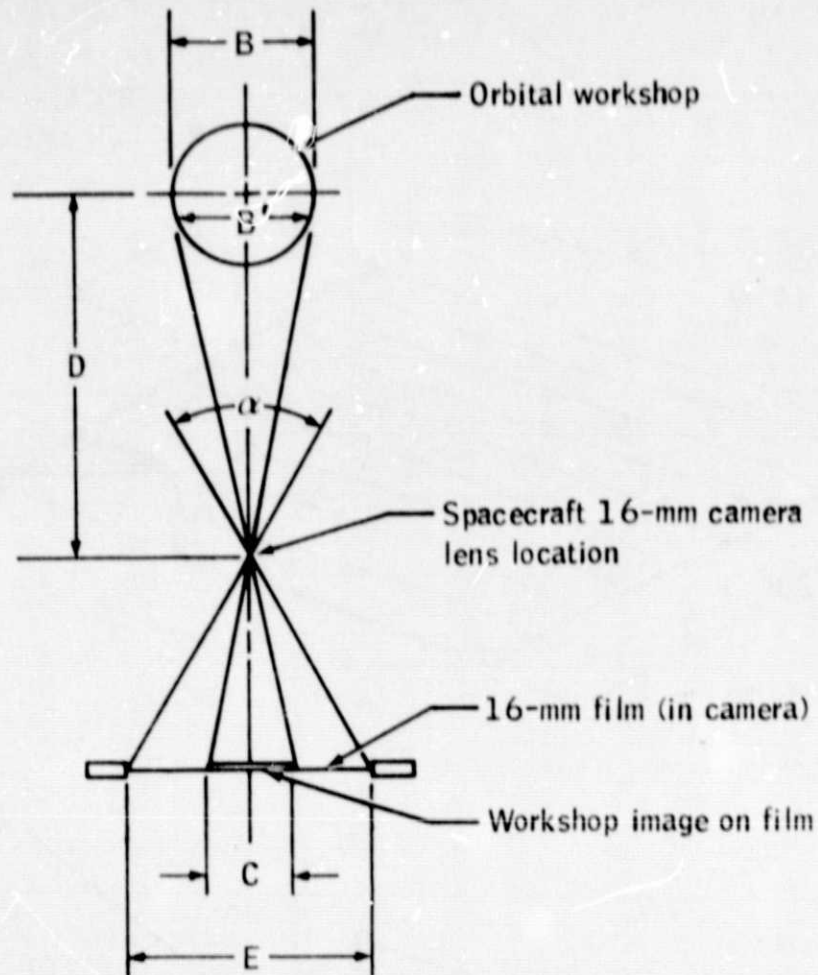 B
Orbital workshop
B'
D
α
Spacecraft 16-mm camera
lens location
16-mm film (in camera)
Workshop image on film
C
E